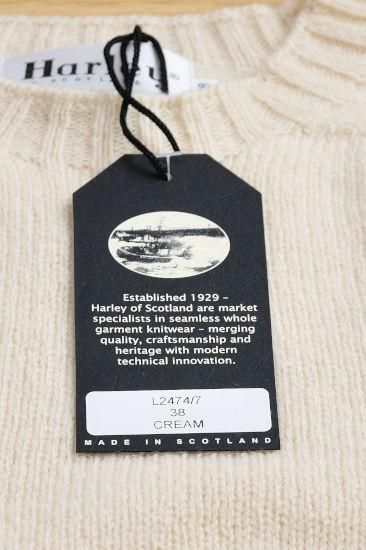 Harley®
SCOTLAND
Established 1929 –
Harley of Scotland are market
specialists in seamless whole
garment knitwear – merging
quality, craftsmanship and
heritage with modern
technical innovation.
L2474/7
38
CREAM
MADE IN SCOTLAND